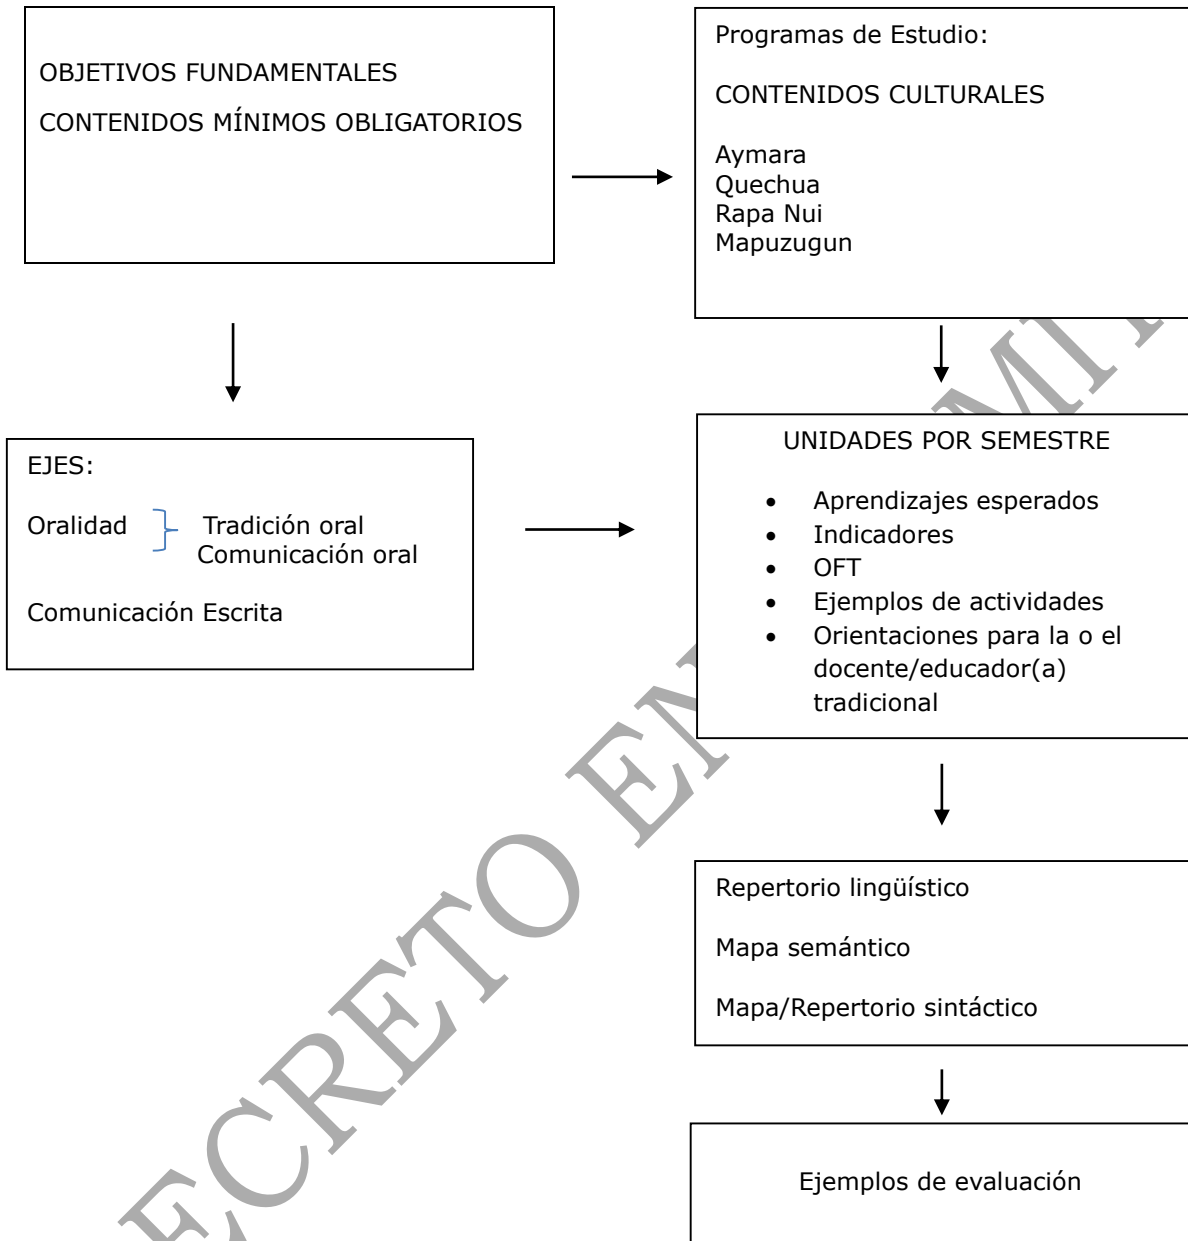 OBJETIVOS FUNDAMENTALES
CONTENIDOS MÍNIMOS OBLIGATORIOS
Programas de Estudio:
CONTENIDOS CULTURALES
Aymara
Quechua
Rapa Nui
Mapuzugun
EJES:
Oralidad Tradición oral
Comunicación oral
Comunicación Escrita
UNIDADES POR SEMESTRE
• Aprendizajes esperados
• Indicadores
• OFT
• Ejemplos de actividades
• Orientaciones para la o el
docente/educador(a)
tradicional
Repertorio lingüístico
Mapa semántico
Mapa/Repertorio sintáctico
Ejemplos de evaluación
ECRETO EN